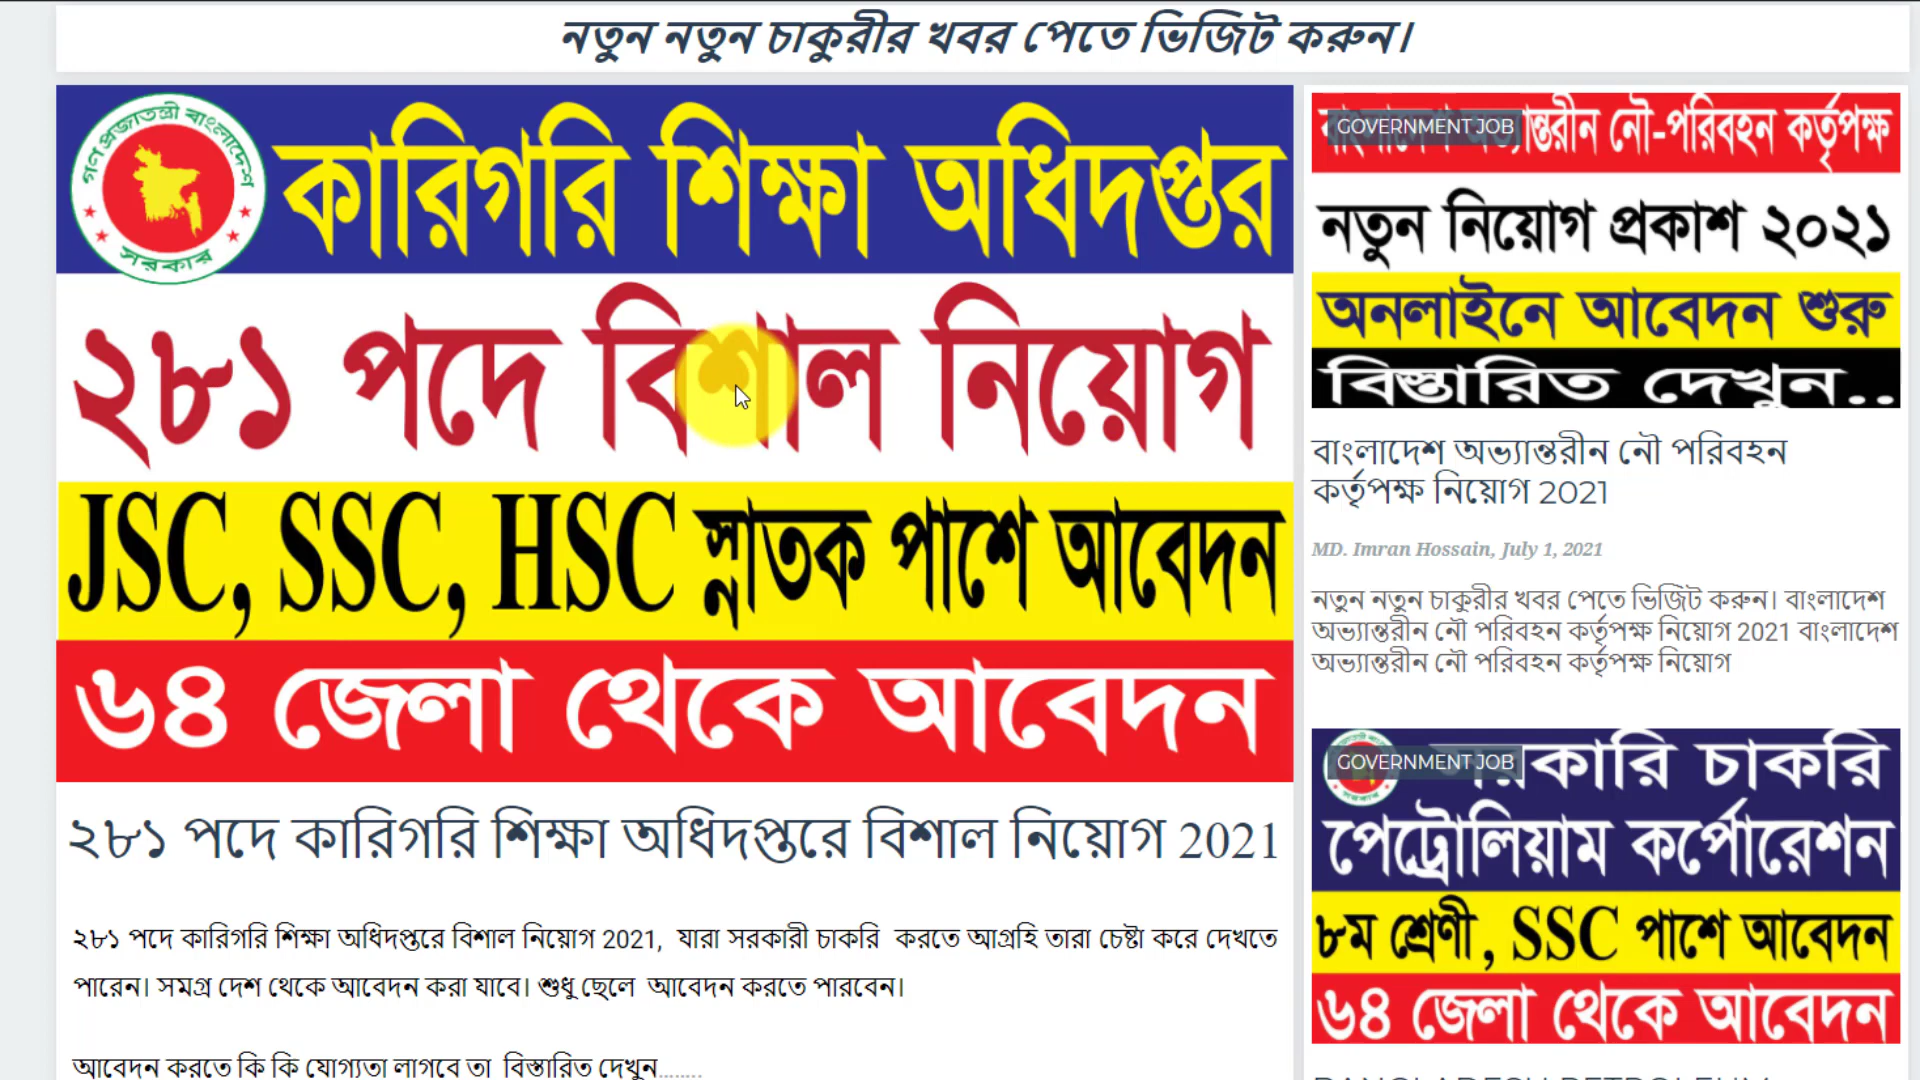 নতুন নতুন চাকুরীর খবর পেতে ভিজিট করুন।
গণপ্রজাতন্ত্রী বাংলাদেশ
সরকার
কারিগরি শিক্ষা অধিদপ্তর
২৮১ পদে বিশাল নিয়োগ
JSC, SSC, HSC স্নাতক পাশে আবেদন
৬৪ জেলা থেকে আবেদন
২৮১ পদে কারিগরি শিক্ষা অধিদপ্তরে বিশাল নিয়োগ 2021
২৮১ পদে কারিগরি শিক্ষা অধিদপ্তরে বিশাল নিয়োগ 2021, যারা সরকারী চাকরি করতে আগ্রহি তারা চেষ্টা করে দেখতে
পারেন। সমগ্র দেশ থেকে আবেদন করা যাবে। শুধু ছেলে আবেদন করতে পারবেন।
আবেদন করতে কি কি যোগ্যতা লাগবে তা বিস্তারিত দেখুন........
GOVERNMENT JOB
নৌ-পরিবহন কর্তৃপক্ষ
নতুন নিয়োগ প্রকাশ ২০২১
অনলাইনে আবেদন শুরু
বিস্তারিত দেখুন..
বাংলাদেশ অভ্যান্তরীন নৌ পরিবহন
কর্তৃপক্ষ নিয়োগ 2021
MD. Imran Hossain, July 1, 2021
নতুন নতুন চাকুরীর খবর পেতে ভিজিট করুন। বাংলাদেশ
অভ্যান্তরীন নৌ পরিবহন কর্তৃপক্ষ নিয়োগ 2021 বাংলাদেশ
অভ্যান্তরীন নৌ পরিবহন কর্তৃপক্ষ নিয়োগ
GOVERNMENT JOB
সরকারি চাকরি
পেট্রোলিয়াম কর্পোরেশন
৮ম শ্রেণী, SSC পাশে আবেদন
৬৪ জেলা থেকে আবেদন